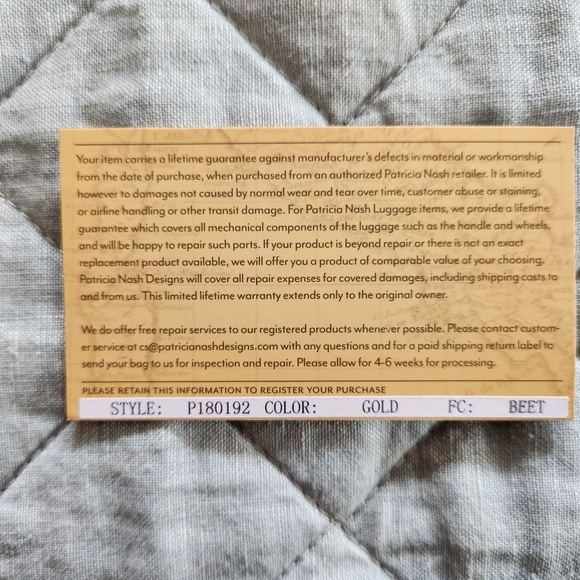 Your item carries a lifetime guarantee against manufacturer's defects in material or workmanship
from the date of purchase, when purchased from an authorized Patricia Nash retailer. It is limited
however to damages not caused by normal wear and tear over time, customer abuse or staining,
or airline handling or other transit damage. For Patricia Nash Luggage items, we provide a lifetime
guarantee which covers all mechanical components of the luggage such as the handle and wheels,
and will be happy to repair such parts. If your product is beyond repair or there is not an exact
replacement product available, we will offer you a product of comparable value of your choosing.
Patricia Nash Designs will cover all repair expenses for covered damages, including shipping costs to
and from us. This limited lifetime warranty extends only to the original owner.
We do offer free repair services to our registered products whenever possible. Please contact custom-
er service at cs@patricianashdesigns.com with any questions and for a paid shipping return label to
send your bag to us for inspection and repair. Please allow for 4-6 weeks for processing.
PLEASE RETAIN THIS INFORMATION TO REGISTER YOUR PURCHASE
STYLE: P180192 COLOR: GOLD FC: BEET